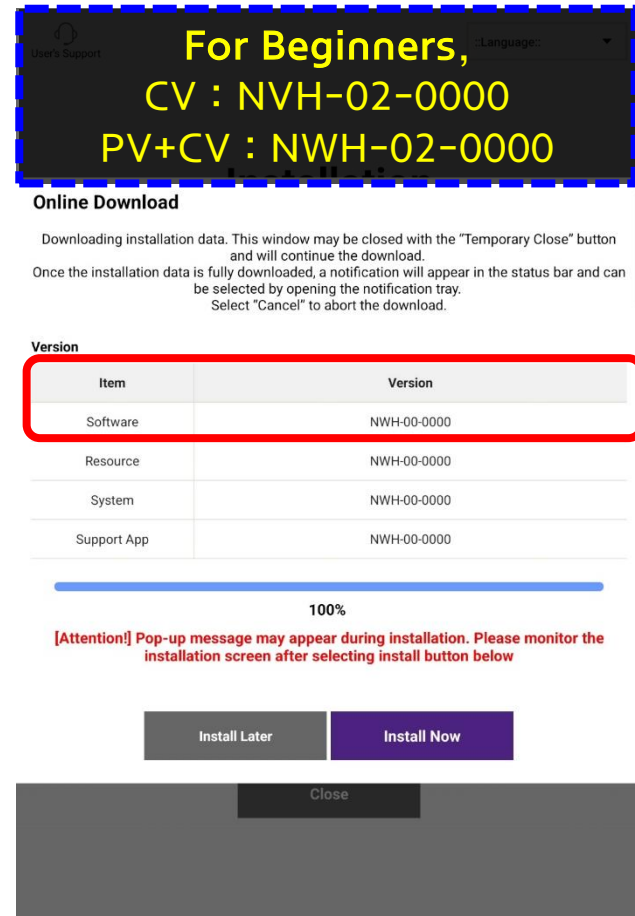 User's Support
::Language::
For Beginners,
CV : NVH-02-0000
PV+CV : NWH-02-0000
Installation
Online Download
Downloading installation data. This window may be closed with the "Temporary Close" button
and will continue the download.
Once the installation data is fully downloaded, a notification will appear in the status bar and can
be selected by opening the notification tray.
Select "Cancel" to abort the download.
Version
Item Version
Software NWH-00-0000
Resource NWH-00-0000
System NWH-00-0000
Support App NWH-00-0000
100%
[Attention!] Pop-up message may appear during installation. Please monitor the
installation screen after selecting install button below
Install Later Install Now
Close